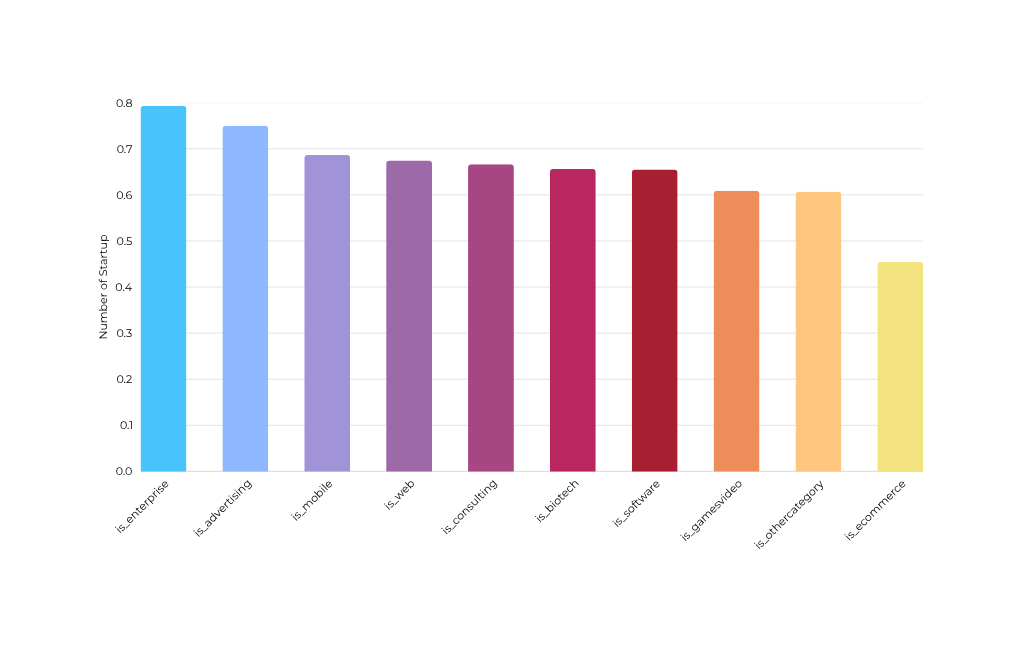 0.8
0.7
0.6
0.5
0.4
0.3
0.2
0.1
0.0
Number of Startup
is_enterprise
is_advertising
is_mobile
is_web
is_consulting
is_biotech
is_software
is_gamesvideo
is_othercategory
is_ecommerce